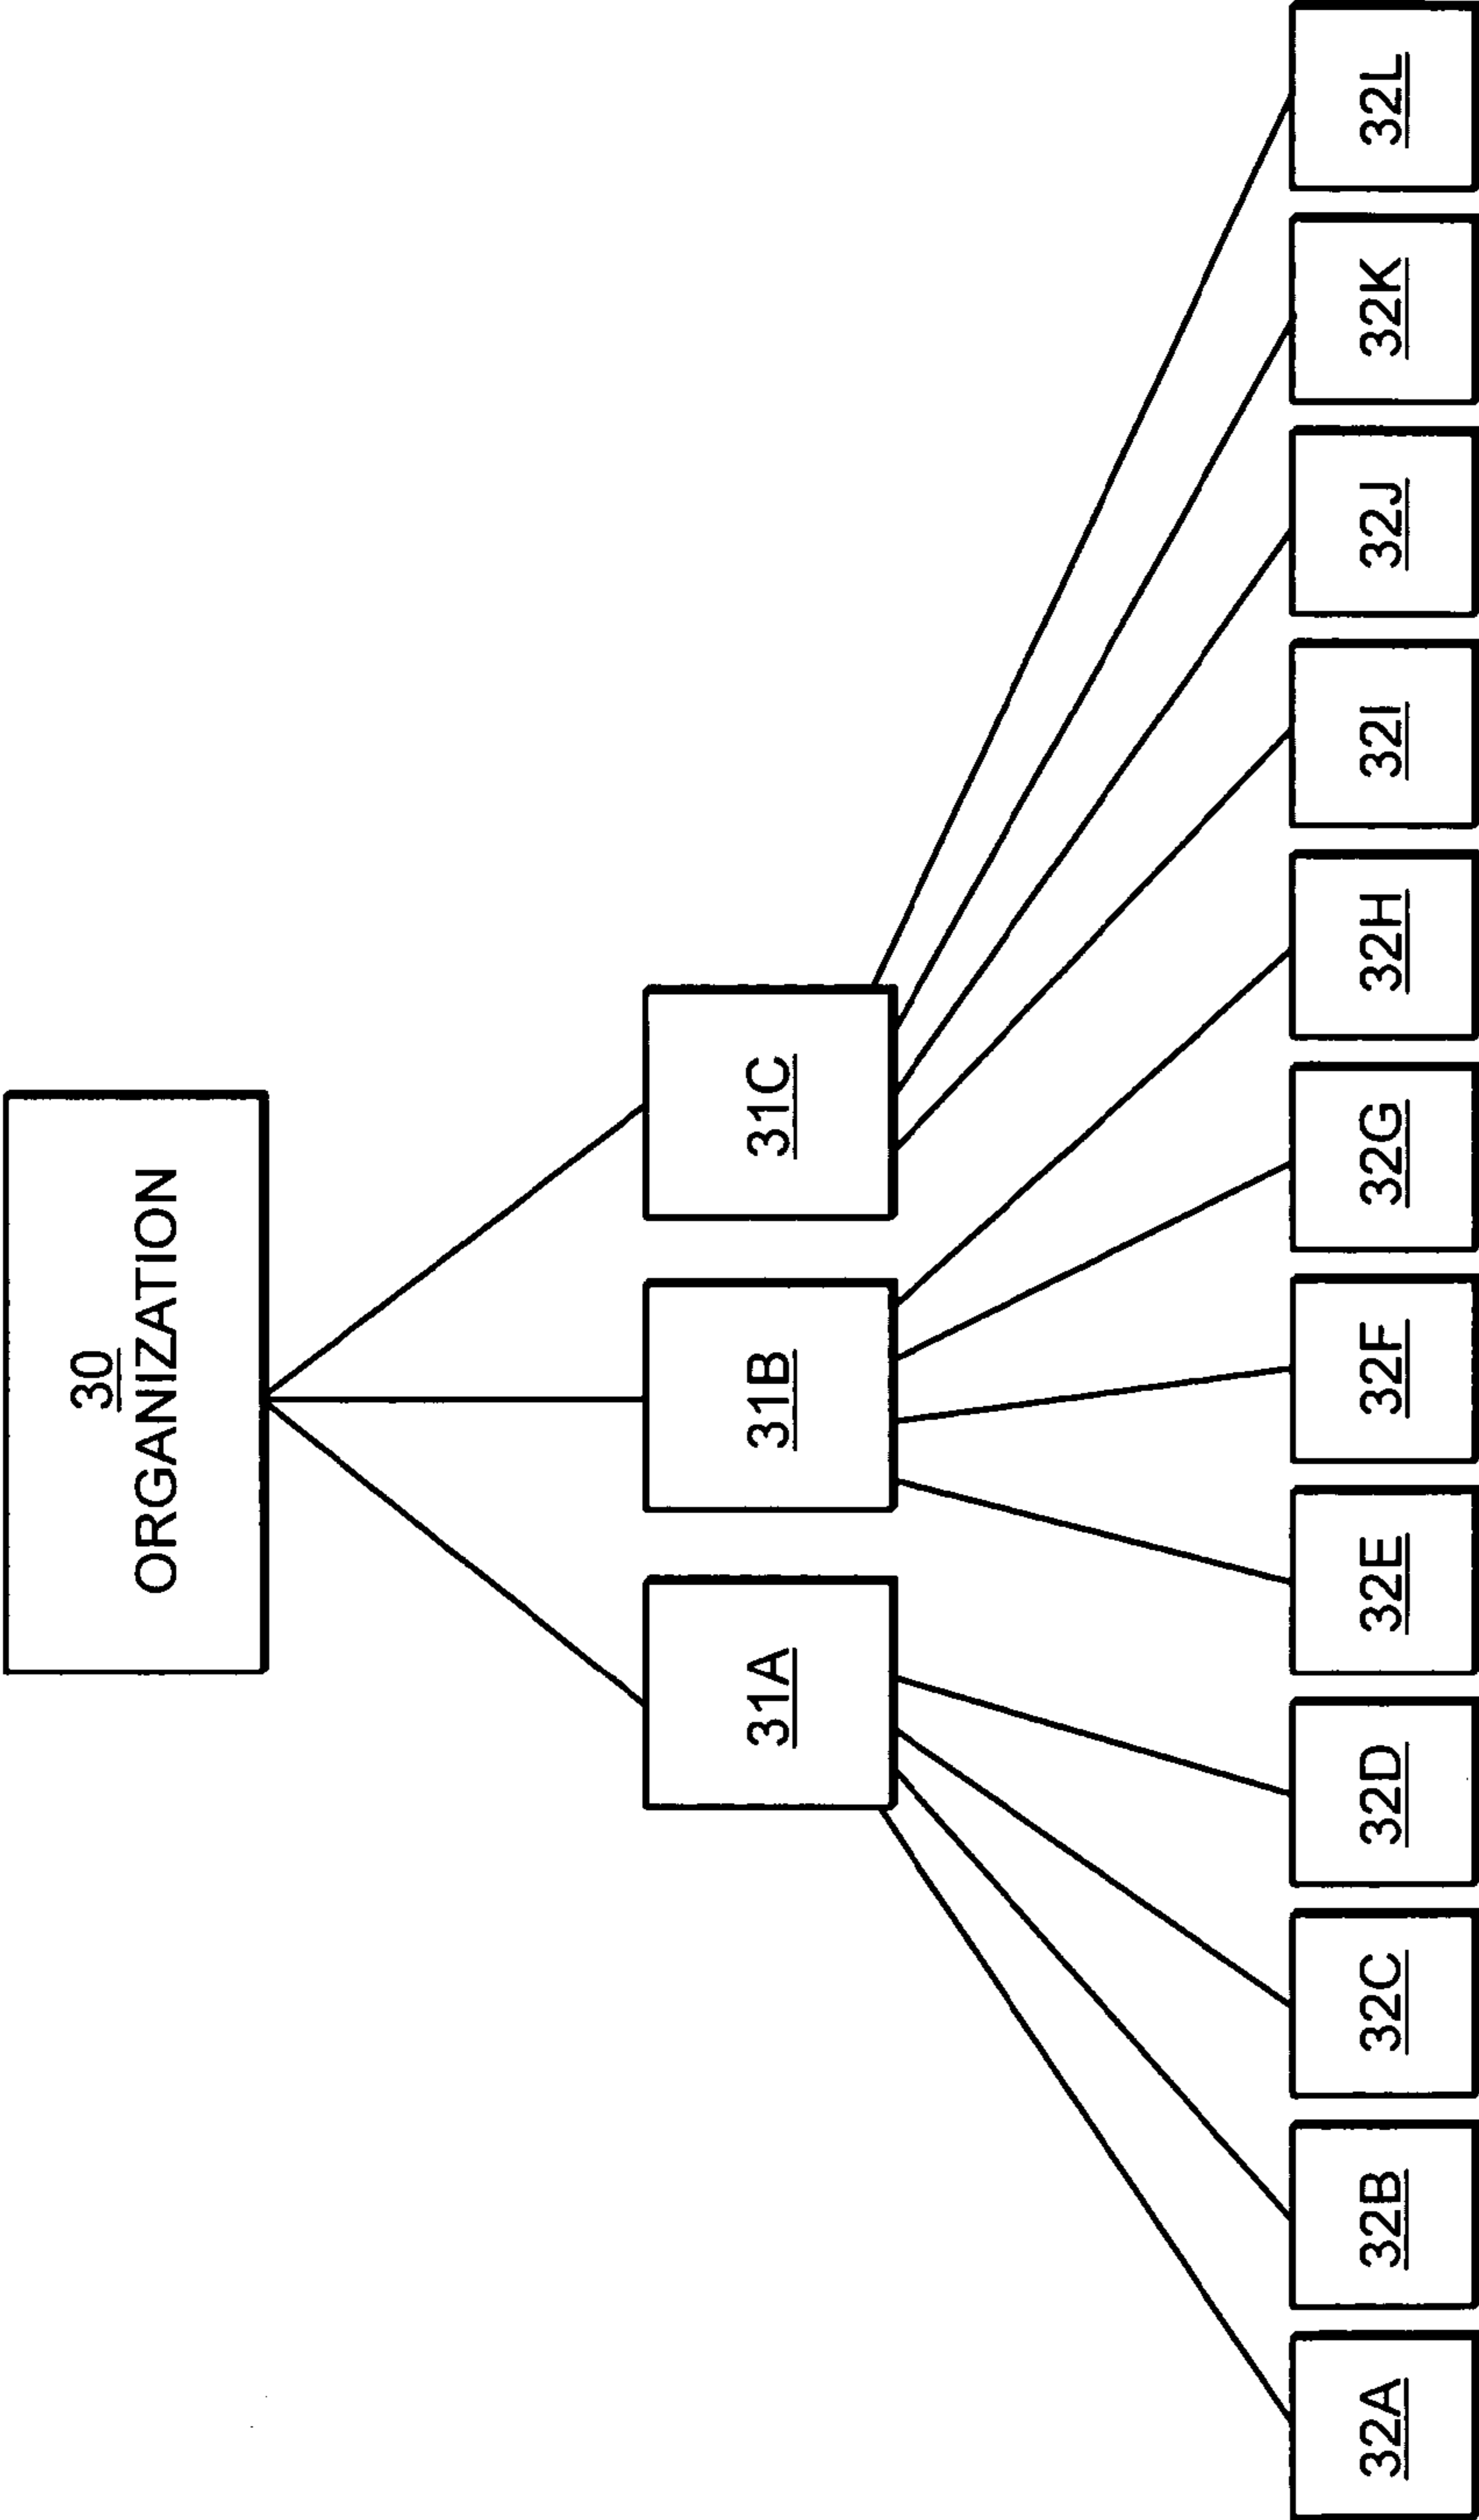 30
ORGANIZATION
31A
31B
31C
32A
32B
32C
32D
32E
32F
32G
32H
32I
32J
32K
32L